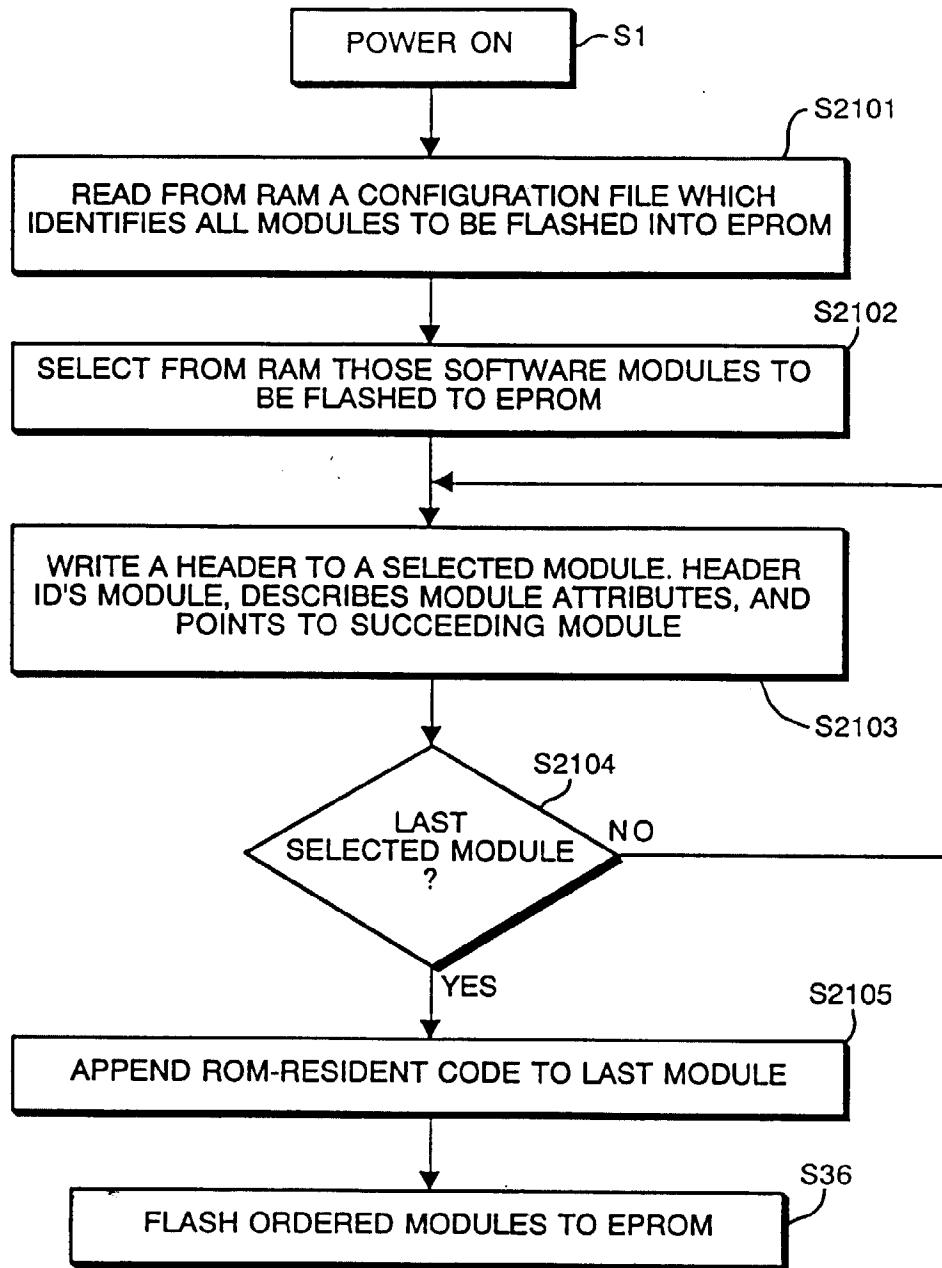 POWER ON
S1
S2101
READ FROM RAM A CONFIGURATION FILE WHICH
IDENTIFIES ALL MODULES TO BE FLASHED INTO EPROM
S2102
SELECT FROM RAM THOSE SOFTWARE MODULES TO
BE FLASHED TO EPROM
WRITE A HEADER TO A SELECTED MODULE. HEADER
ID'S MODULE, DESCRIBES MODULE ATTRIBUTES, AND
POINTS TO SUCCEEDING MODULE
S2103
S2104
LAST
SELECTED MODULE
?
NO
YES
S2105
APPEND ROM-RESIDENT CODE TO LAST MODULE
S36
FLASH ORDERED MODULES TO EPROM